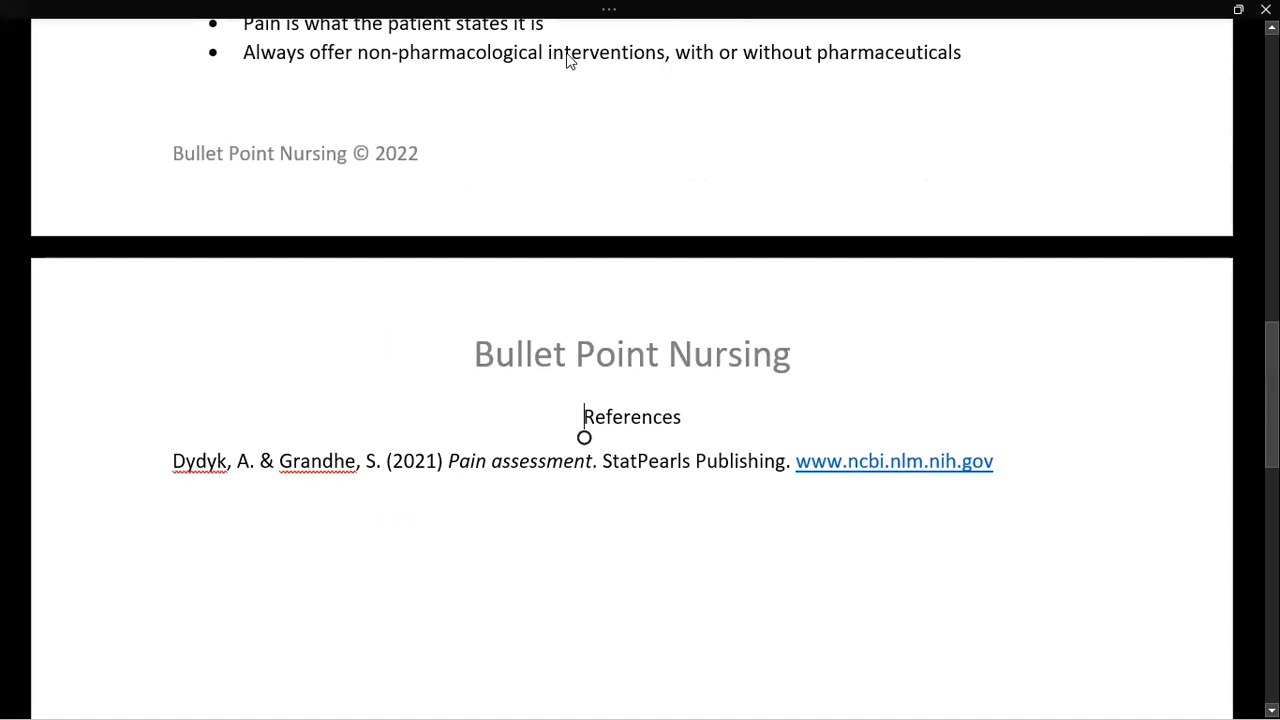 Pain is what the patient states it is
Always offer non-pharmacological interventions, with or without pharmaceuticals
Bullet Point Nursing © 2022
Bullet Point Nursing
References
Dydyk, A. & Grandhe, S. (2021) Pain assessment. StatPearls Publishing. www.ncbi.nlm.nih.gov